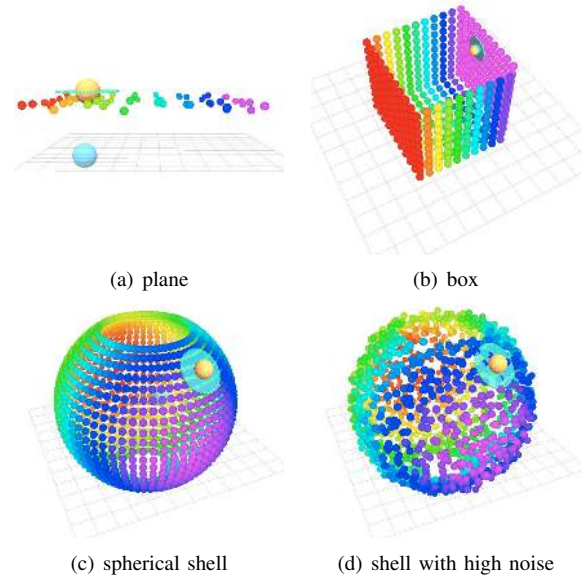 (a) plane
(b) box
(c) spherical shell
(d) shell with high noise